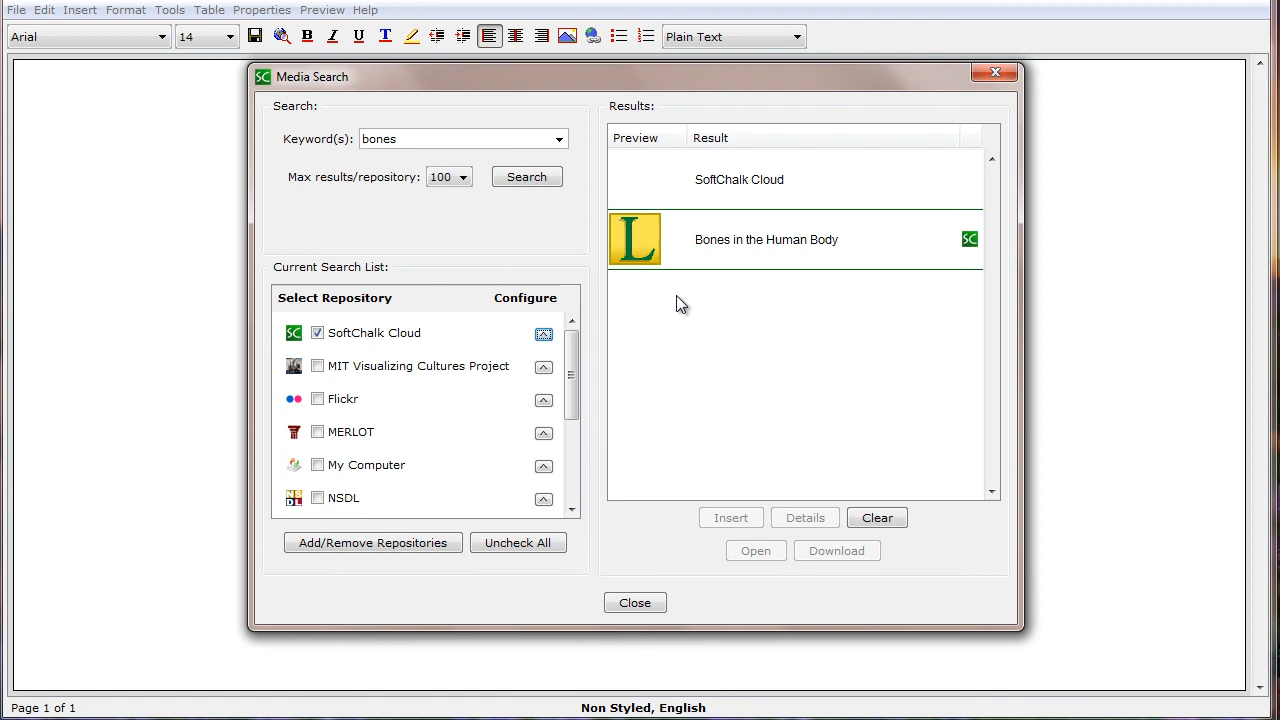 File Edit Insert Format Tools Table Properties Preview Help
Arial 14 B I U T Plain Text
SC Media Search
Search:
Keyword(s): bones
Max results/repository: 100 Search
Current Search List:
Select Repository Configure
SC SoftChalk Cloud
MIT Visualizing Cultures Project
Flickr
MERLOT
My Computer
NSDL NSDL
Add/Remove Repositories Uncheck All
Results:
Preview Result
SoftChalk Cloud
L Bones in the Human Body SC
Insert Details Clear
Open Download
Close
Page 1 of 1 Non Styled, English